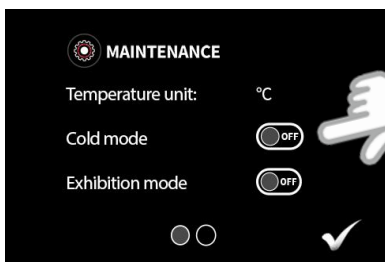 MAINTENANCE
Temperature unit: °C
Cold mode OFF
Exhibition mode OFF